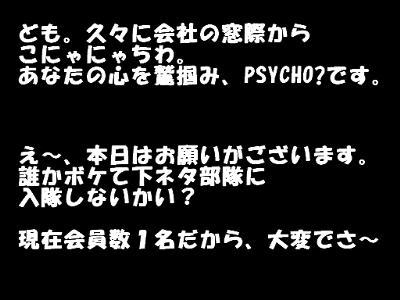 ども。久々に会社の窓際から
こにゃにゃちわ。
あなたの心を鷲掴み、PSYCHO?です。
え～、本日はお願いがございます。
誰かボケて下ネタ部隊に
入隊しないかい？
現在会員数１名だから、大変でさ～